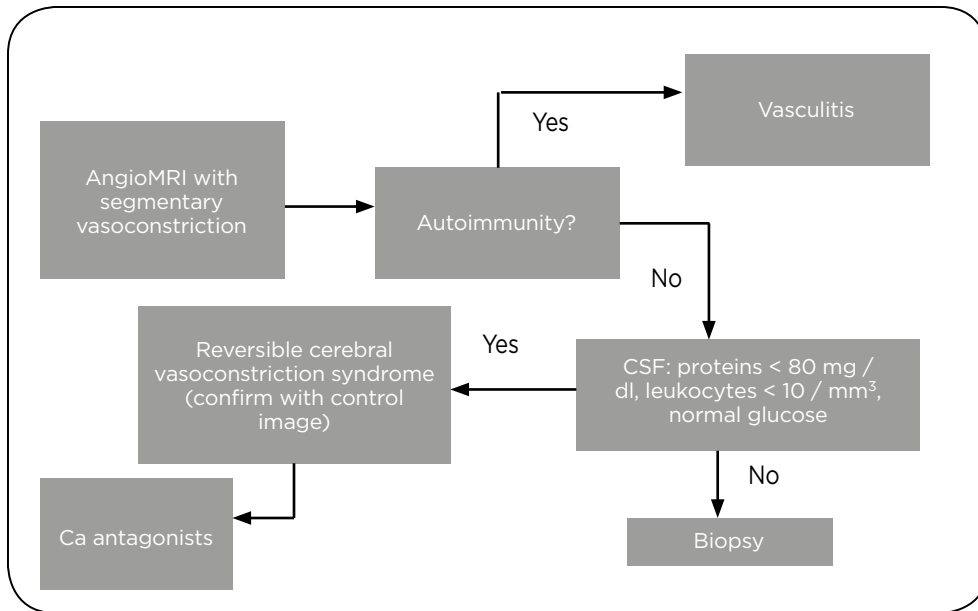 AngioMRI with
segmentary
vasoconstriction
Autoimmunity?
Yes
Vasculitis
No
CSF: proteins < 80 mg /
dl, leukocytes < 10 / mm³,
normal glucose
Yes
Reversible cerebral
vasoconstriction syndrome
(confirm with control
image)
Ca antagonists
No
Biopsy